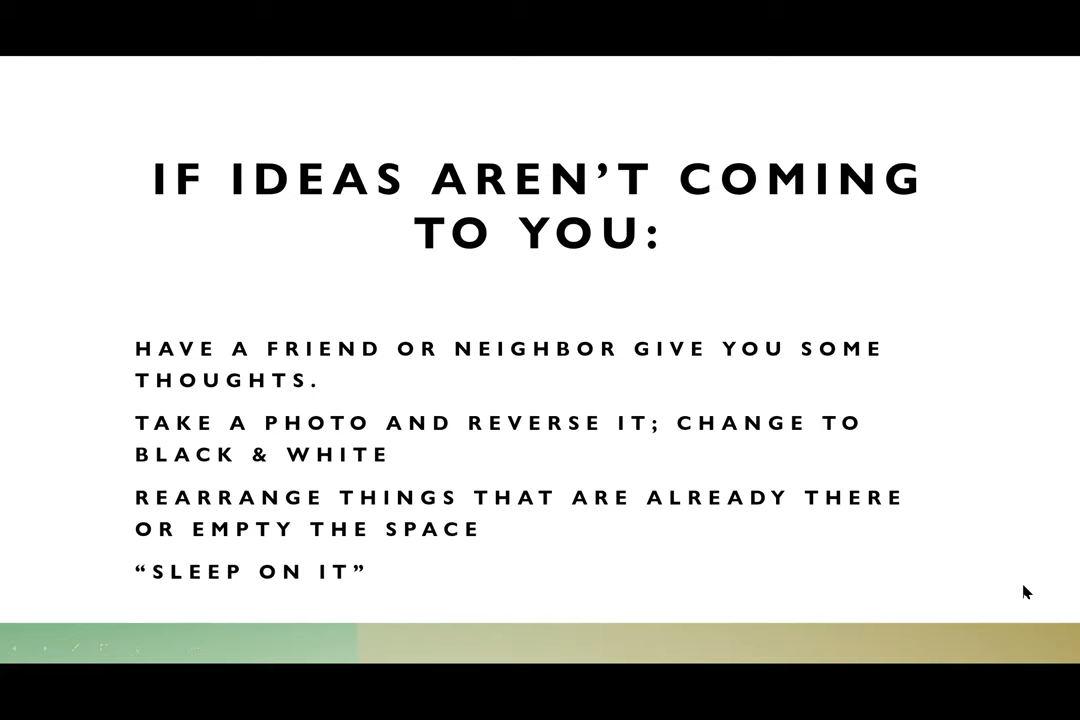 IF IDEAS AREN’T COMING
TO YOU:
HAVE A FRIEND OR NEIGHBOR GIVE YOU SOME
THOUGHTS.
TAKE A PHOTO AND REVERSE IT; CHANGE TO
BLACK & WHITE
REARRANGE THINGS THAT ARE ALREADY THERE
OR EMPTY THE SPACE
“SLEEP ON IT”